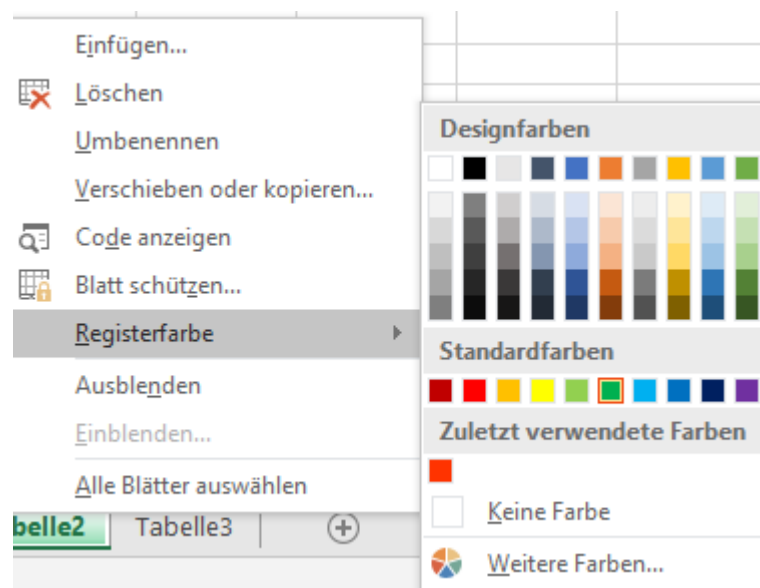 Einfügen...
Löschen
Umbenennen
Verschieben oder kopieren...
Code anzeigen
Blatt schützen...
Registerfarbe
Ausblenden
Einblenden...
Alle Blätter auswählen
Designfarben
Standardfarben
Zuletzt verwendete Farben
Keine Farbe
Weitere Farben...
belle2 Tabelle3